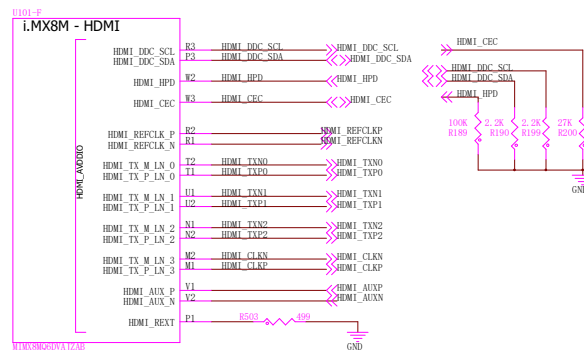 U101-F
i.MX8M - HDMI
HDMI_AVDDIO
HDMI_DDC_SCL R3 HDMI_DDC_SCL HDMI_DDC_SCL
HDMI_DDC_SDA P3 HDMI_DDC_SDA HDMI_DDC_SDA
HDMI_HPD W2 HDMI_HPD HDMI_HPD
HDMI_CEC W3 HDMI_CEC HDMI_CEC
HDMI_REFCLK_P R2 HDMI_REFCLKP
HDMI_REFCLK_N R1 HDMI_REFCLKN
HDMI_TX_M_LN_0 T2 HDMI_TXN0 HDMI_TXN0
HDMI_TX_P_LN_0 T1 HDMI_TXP0 HDMI_TXP0
HDMI_TX_M_LN_1 U1 HDMI_TXN1 HDMI_TXN1
HDMI_TX_P_LN_1 U2 HDMI_TXP1 HDMI_TXP1
HDMI_TX_M_LN_2 N1 HDMI_TXN2 HDMI_TXN2
HDMI_TX_P_LN_2 N2 HDMI_TXP2 HDMI_TXP2
HDMI_TX_M_LN_3 M2 HDMI_CLKN HDMI_CLKN
HDMI_TX_P_LN_3 M1 HDMI_CLKP HDMI_CLKP
HDMI_AUX_P V1 HDMI_AUXP
HDMI_AUX_N V2 HDMI_AUXN
HDMI_REXT P1 R503 499
GND
MIMX8MQ6DVAJZAB
HDMI_CEC
HDMI_DDC_SCL
HDMI_DDC_SDA
HDMI_HPD
100K 2.2K 2.2K 27K
R189 R190 R199 R200
GND